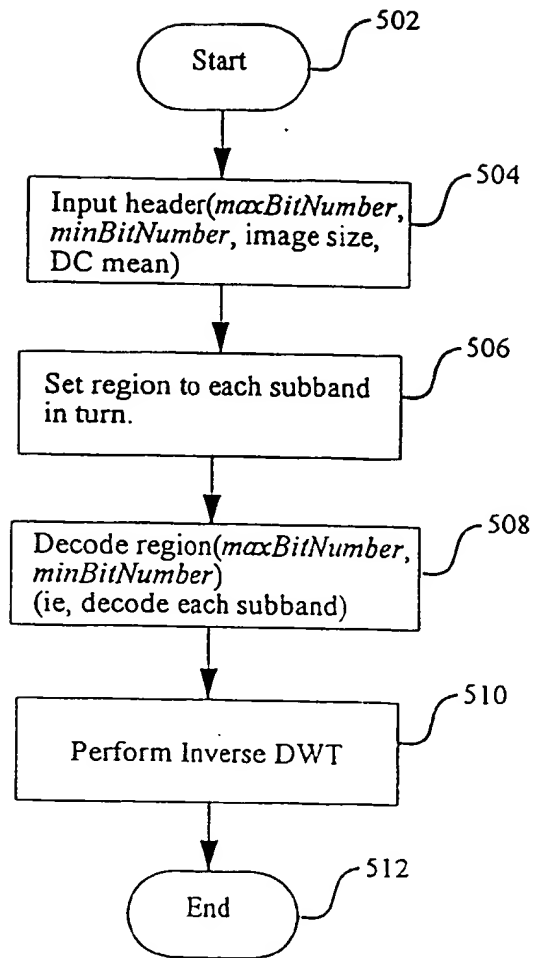 502
Start
504
Input header(maxBitNumber,
minBitNumber, image size,
DC mean)
506
Set region to each subband
in turn.
508
Decode region(maxBitNumber,
minBitNumber)
(ie, decode each subband)
510
Perform Inverse DWT
512
End